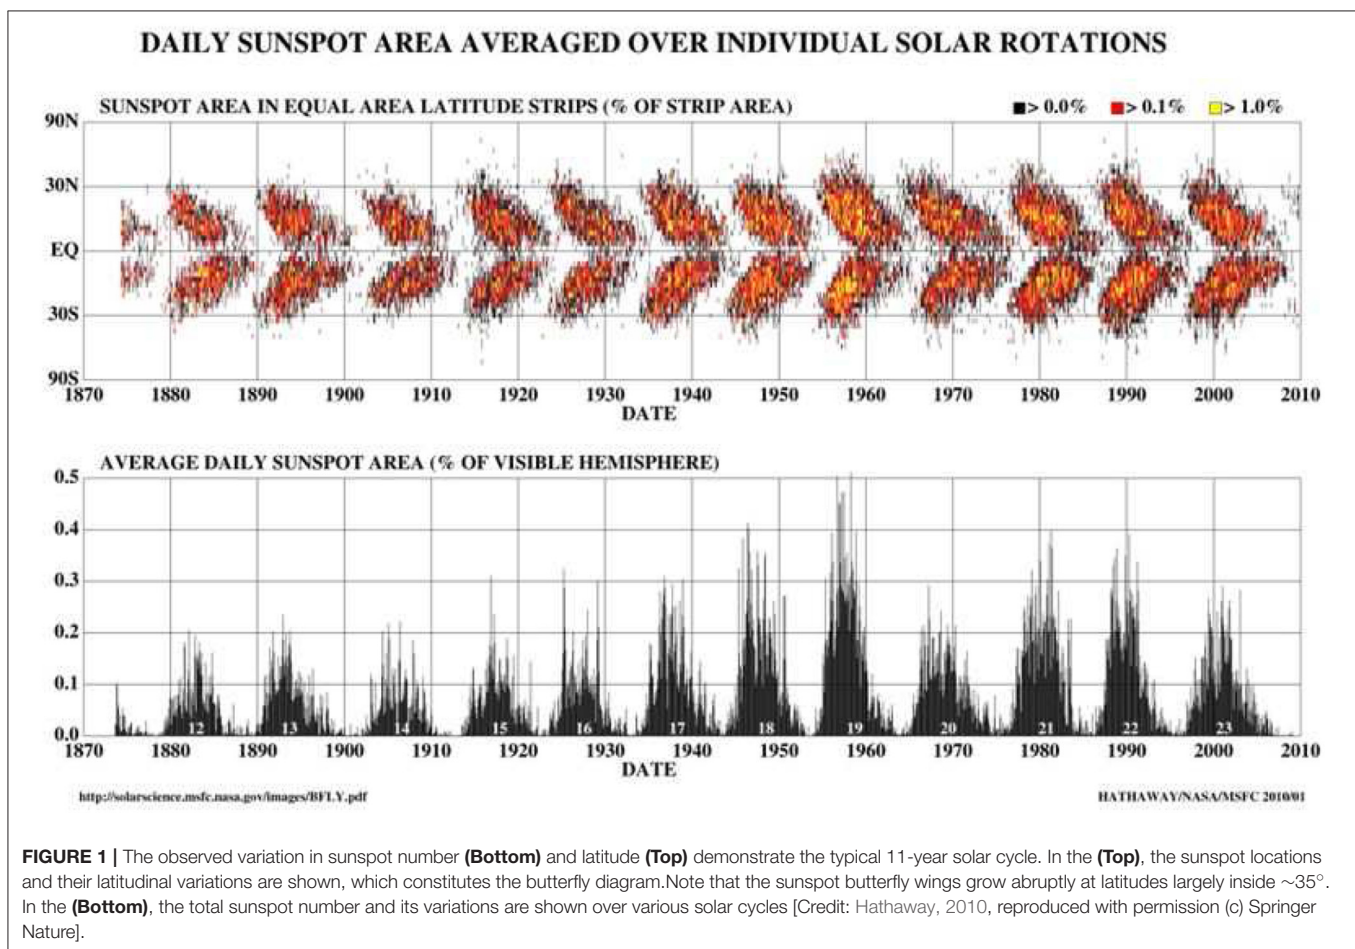 DAILY SUNSPOT AREA AVERAGED OVER INDIVIDUAL SOLAR ROTATIONS
SUNSPOT AREA IN EQUAL AREA LATITUDE STRIPS (% OF STRIP AREA) > 0.0% > 0.1% > 1.0%
90N
30N
EQ
30S
90S
1870 1880 1890 1900 1910 1920 1930 1940 1950 1960 1970 1980 1990 2000 2010
DATE
AVERAGE DAILY SUNSPOT AREA (% OF VISIBLE HEMISPHERE)
0.5
0.4
0.3
0.2
0.1
0.0
12 13 14 15 16 17 18 19 20 21 22 23
1870 1880 1890 1900 1910 1920 1930 1940 1950 1960 1970 1980 1990 2000 2010
DATE
http://solarscience.msfc.nasa.gov/images/BFLY.pdf HATHAWAY/NASA/MSFC 2010/01
FIGURE 1 | The observed variation in sunspot number (Bottom) and latitude (Top) demonstrate the typical 11-year solar cycle. In the (Top), the sunspot locations
and their latitudinal variations are shown, which constitutes the butterfly diagram.Note that the sunspot butterfly wings grow abruptly at latitudes largely inside ∼35°.
In the (Bottom), the total sunspot number and its variations are shown over various solar cycles [Credit: Hathaway, 2010, reproduced with permission (c) Springer
Nature].